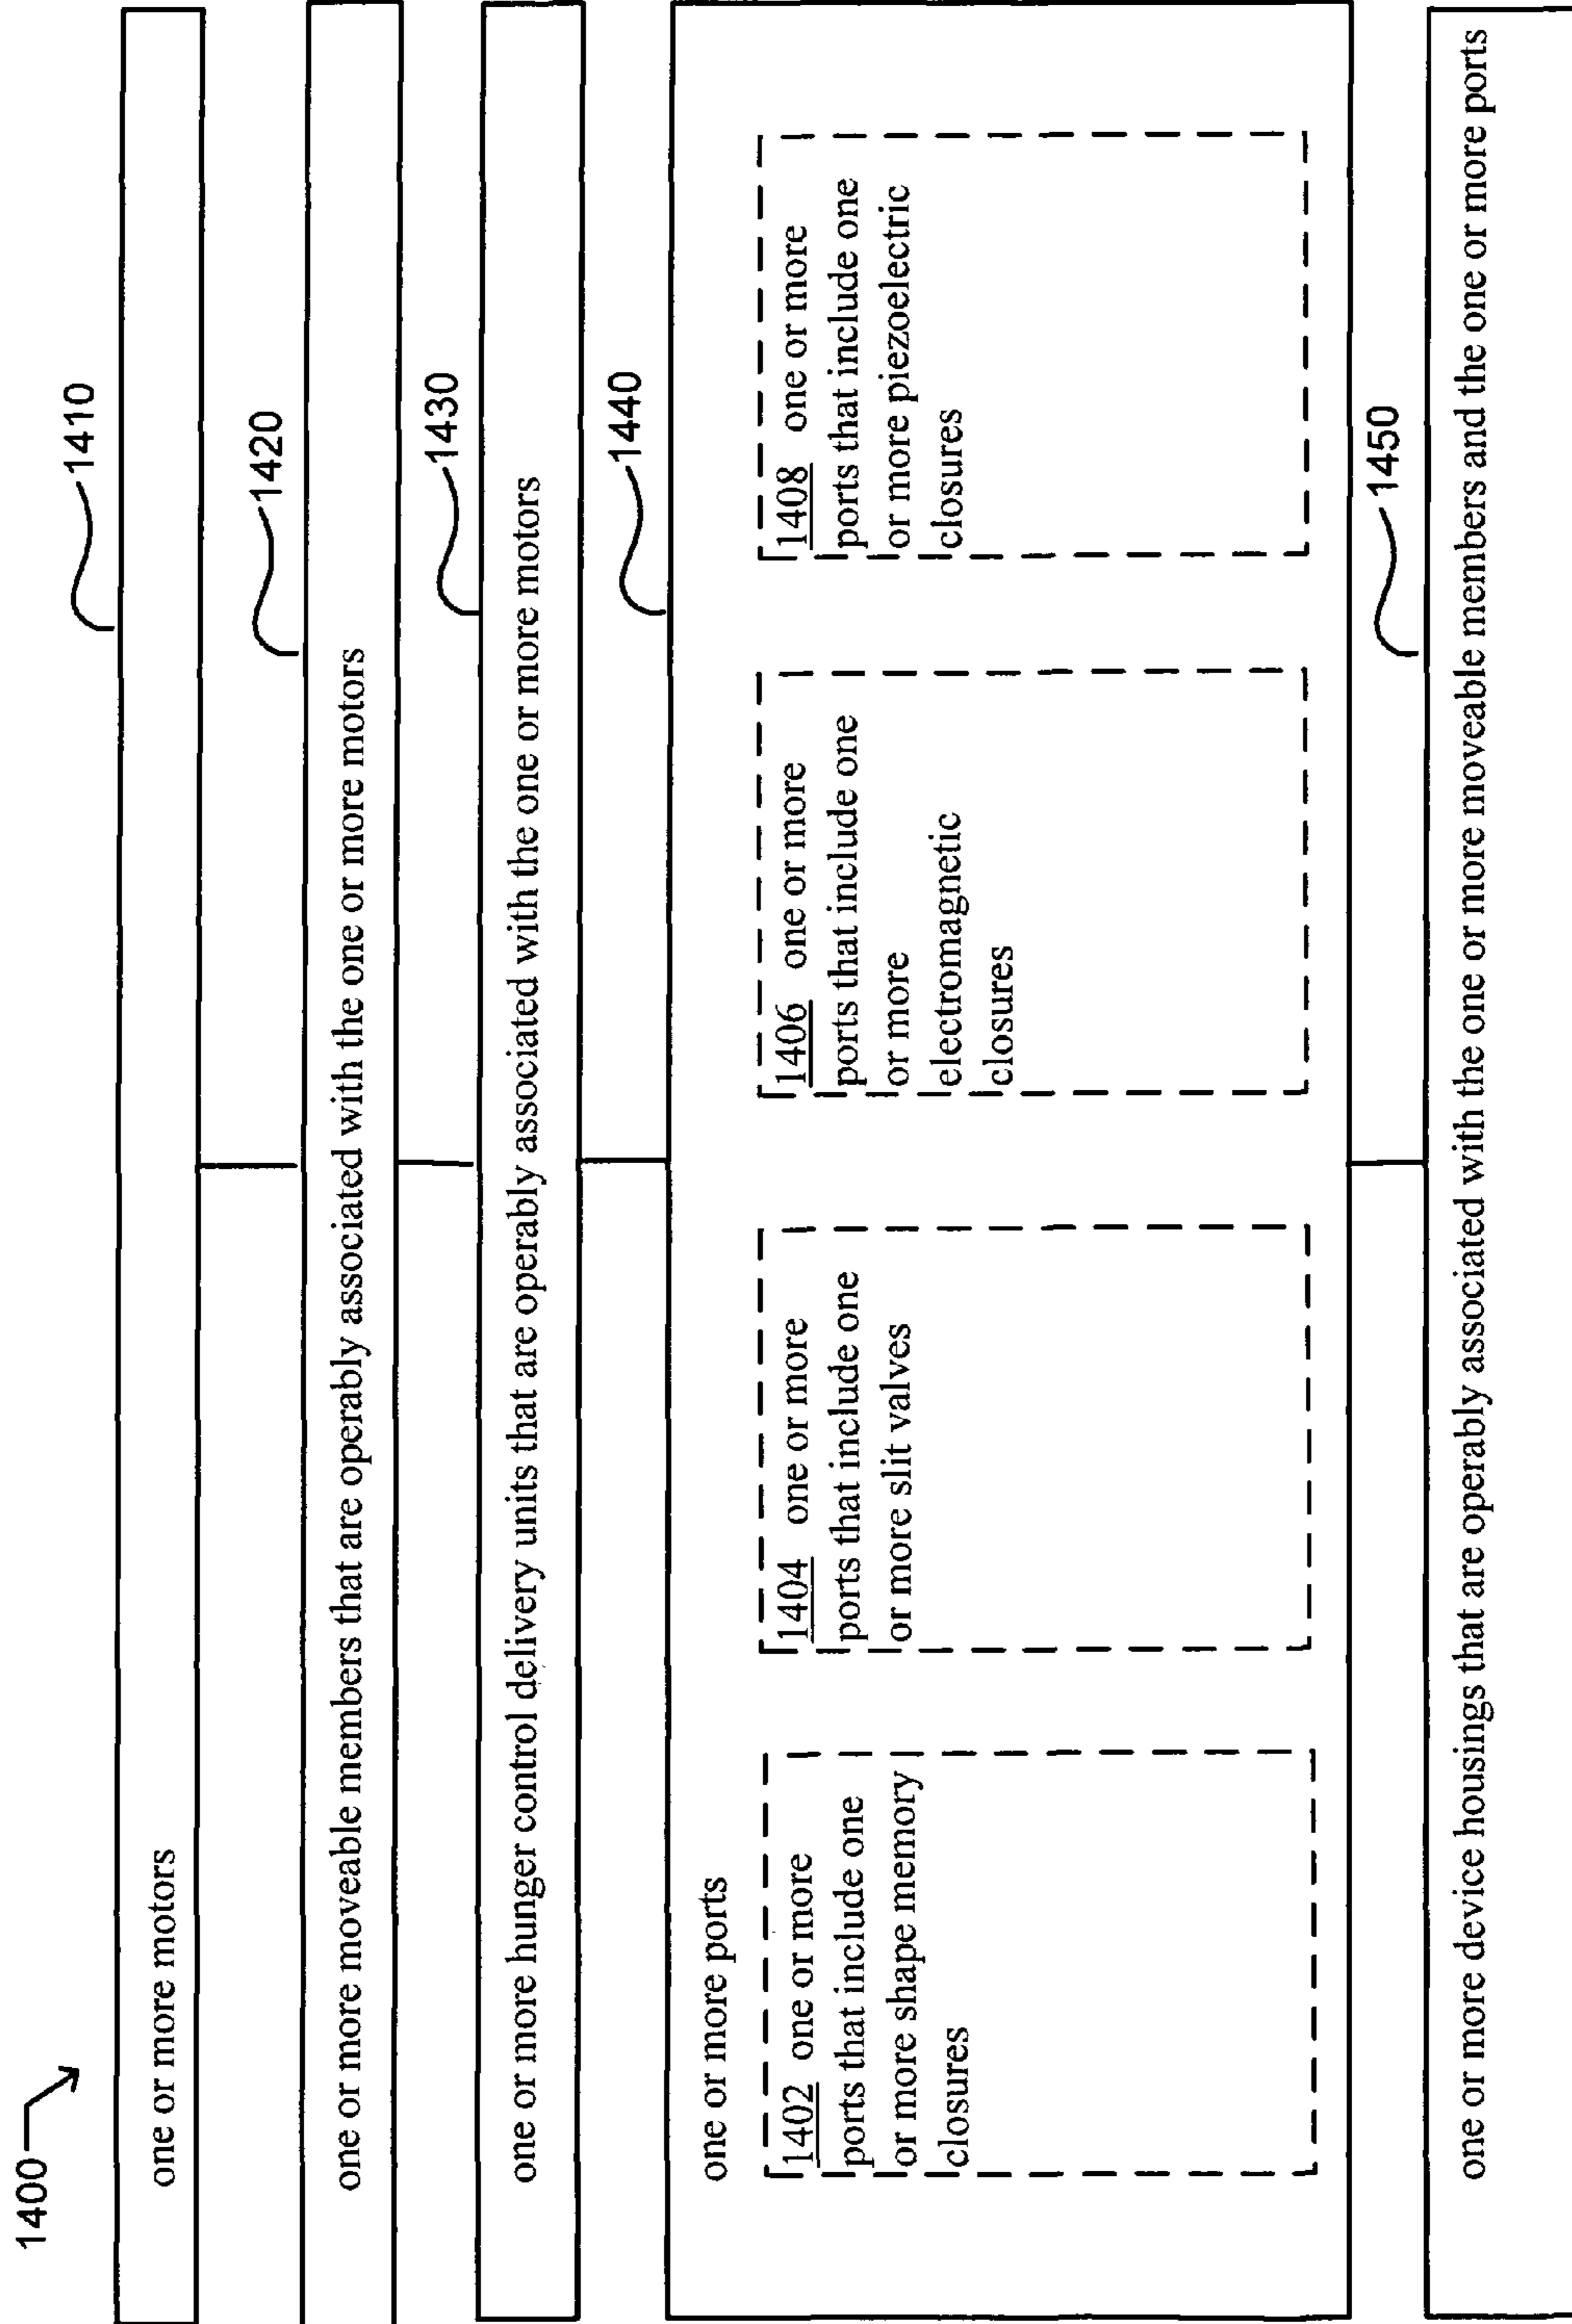 1400
1410
one or more motors
1420
one or more moveable members that are operably associated with the one or more motors
1430
one or more hunger control delivery units that are operably associated with the one or more motors
1440
one or more ports
1402 one or more
ports that include one
or more shape memory
closures
1404 one or more
ports that include one
or more slit valves
1406 one or more
ports that include one
or more
electromagnetic
closures
1408 one or more
ports that include one
or more piezoelectric
closures
1450
one or more device housings that are operably associated with the one or more moveable members and the one or more ports